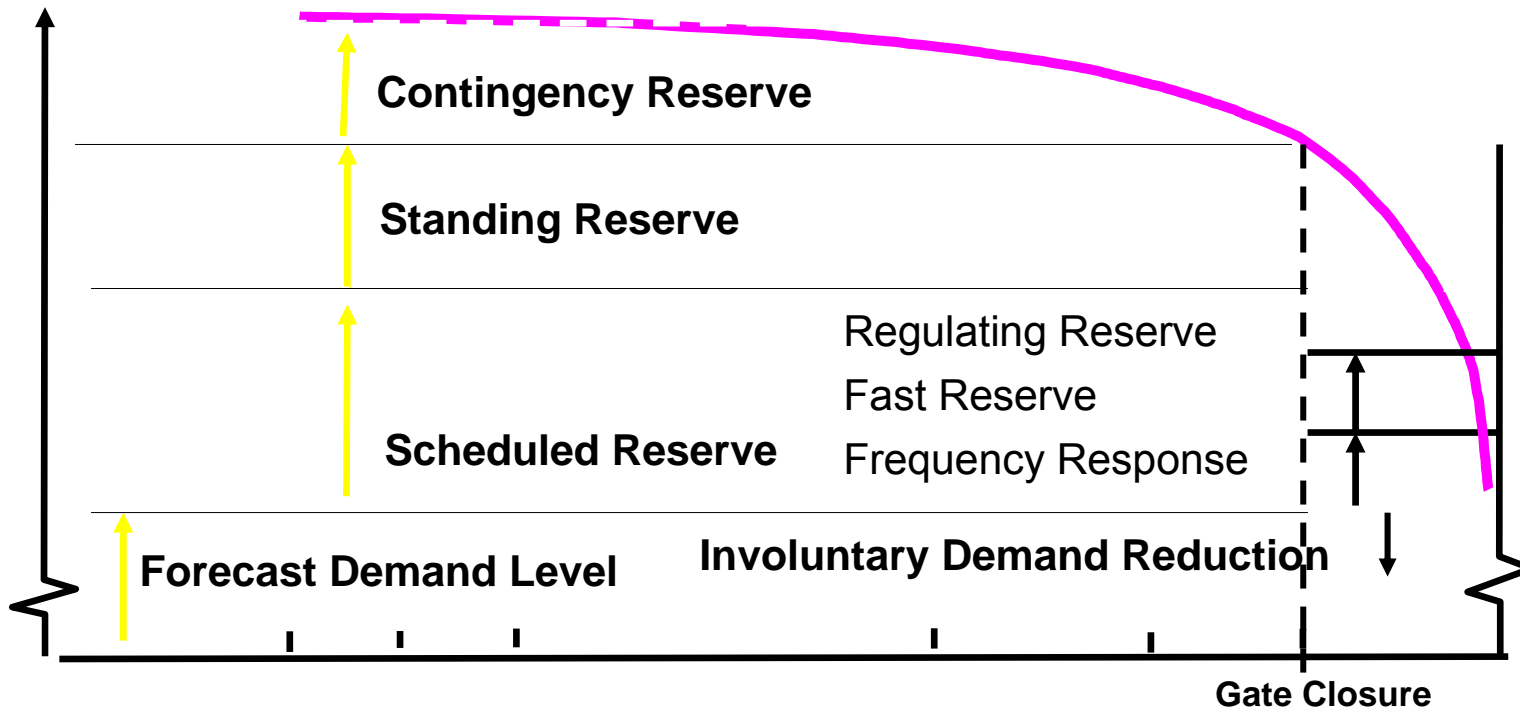 Contingency Reserve
Standing Reserve
Regulating Reserve
Fast Reserve
Scheduled Reserve
Frequency Response
Involuntary Demand Reduction
Forecast Demand Level
Gate Closure